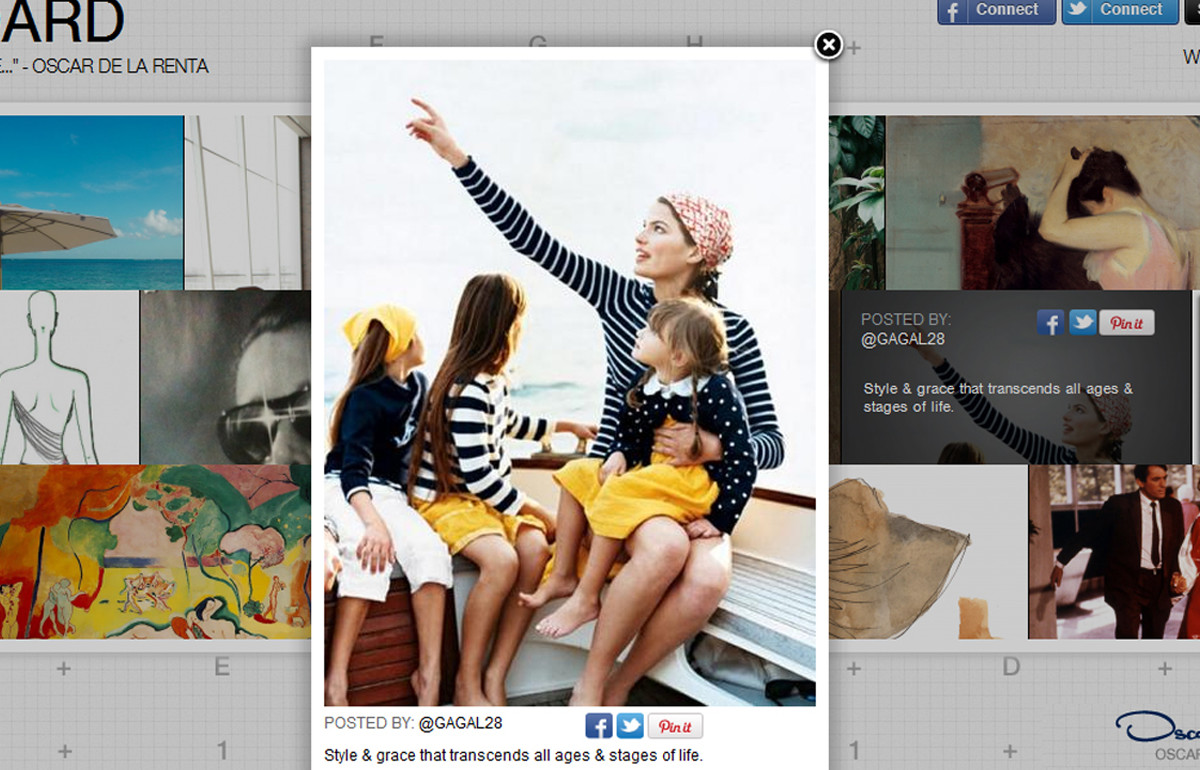 ARD
Connect
Connect
F
G
H
+
E..." - OSCAR DE LA RENTA
W
POSTED BY:
@GAGAL28
Pin it
Style & grace that transcends all ages &
stages of life.
+
E
+
D
+
POSTED BY: @GAGAL28
Pin it
Style & grace that transcends all ages & stages of life.
+
1
1
+
Osc
OSCAR